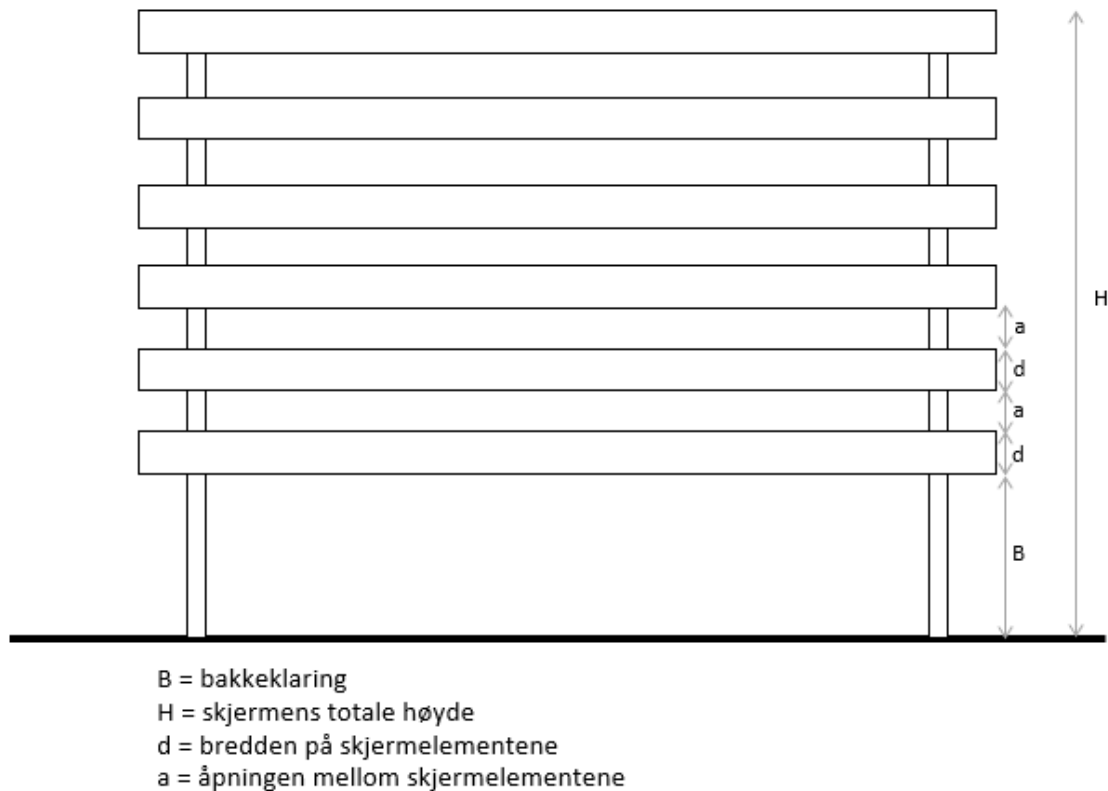 H
a
d
a
d
B
B = bakkeklaring
H = skjermens totale høyde
d = bredden på skjermelementene
a = åpningen mellom skjermelementene